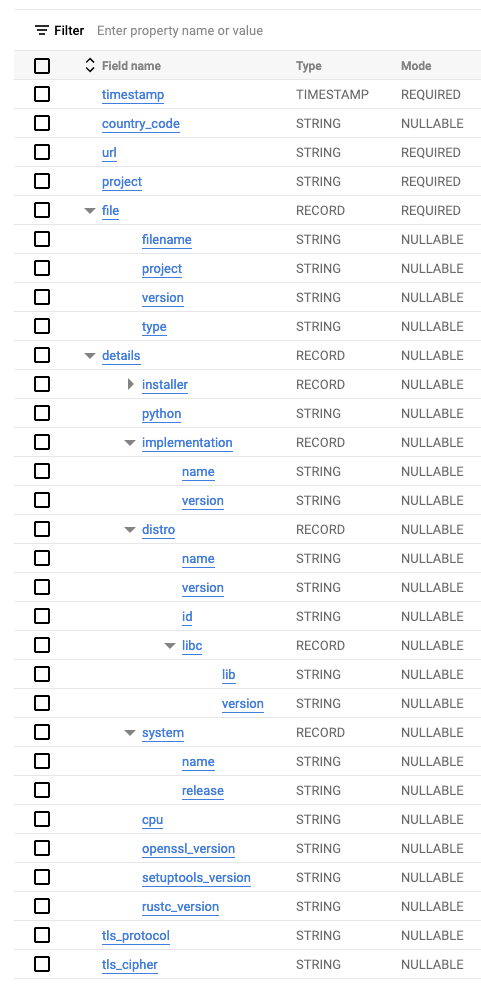 Filter Enter property name or value
Field name Type Mode
timestamp TIMESTAMP REQUIRED
country_code STRING NULLABLE
url STRING REQUIRED
project STRING REQUIRED
file RECORD REQUIRED
filename STRING NULLABLE
project STRING NULLABLE
version STRING NULLABLE
type STRING NULLABLE
details RECORD NULLABLE
installer RECORD NULLABLE
python STRING NULLABLE
implementation RECORD NULLABLE
name STRING NULLABLE
version STRING NULLABLE
distro RECORD NULLABLE
name STRING NULLABLE
version STRING NULLABLE
id STRING NULLABLE
libc RECORD NULLABLE
lib STRING NULLABLE
version STRING NULLABLE
system RECORD NULLABLE
name STRING NULLABLE
release STRING NULLABLE
cpu STRING NULLABLE
openssl_version STRING NULLABLE
setuptools_version STRING NULLABLE
rustc_version STRING NULLABLE
tls_protocol STRING NULLABLE
tls_cipher STRING NULLABLE